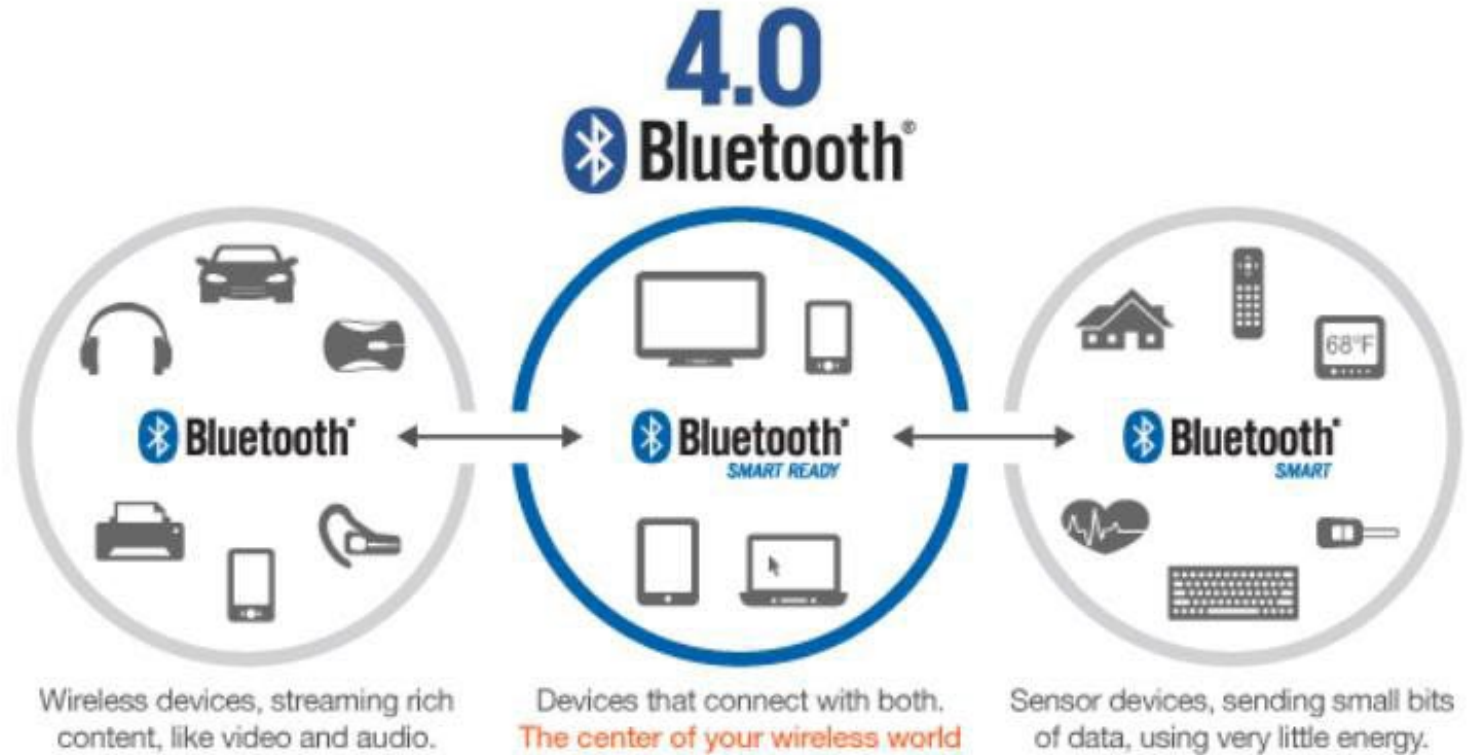 4.0
Bluetooth®
68°F
Bluetooth
Bluetooth
SMART READY
Bluetooth
SMART
Wireless devices, streaming rich
content, like video and audio.
Devices that connect with both.
The center of your wireless world
Sensor devices, sending small bits
of data, using very little energy.